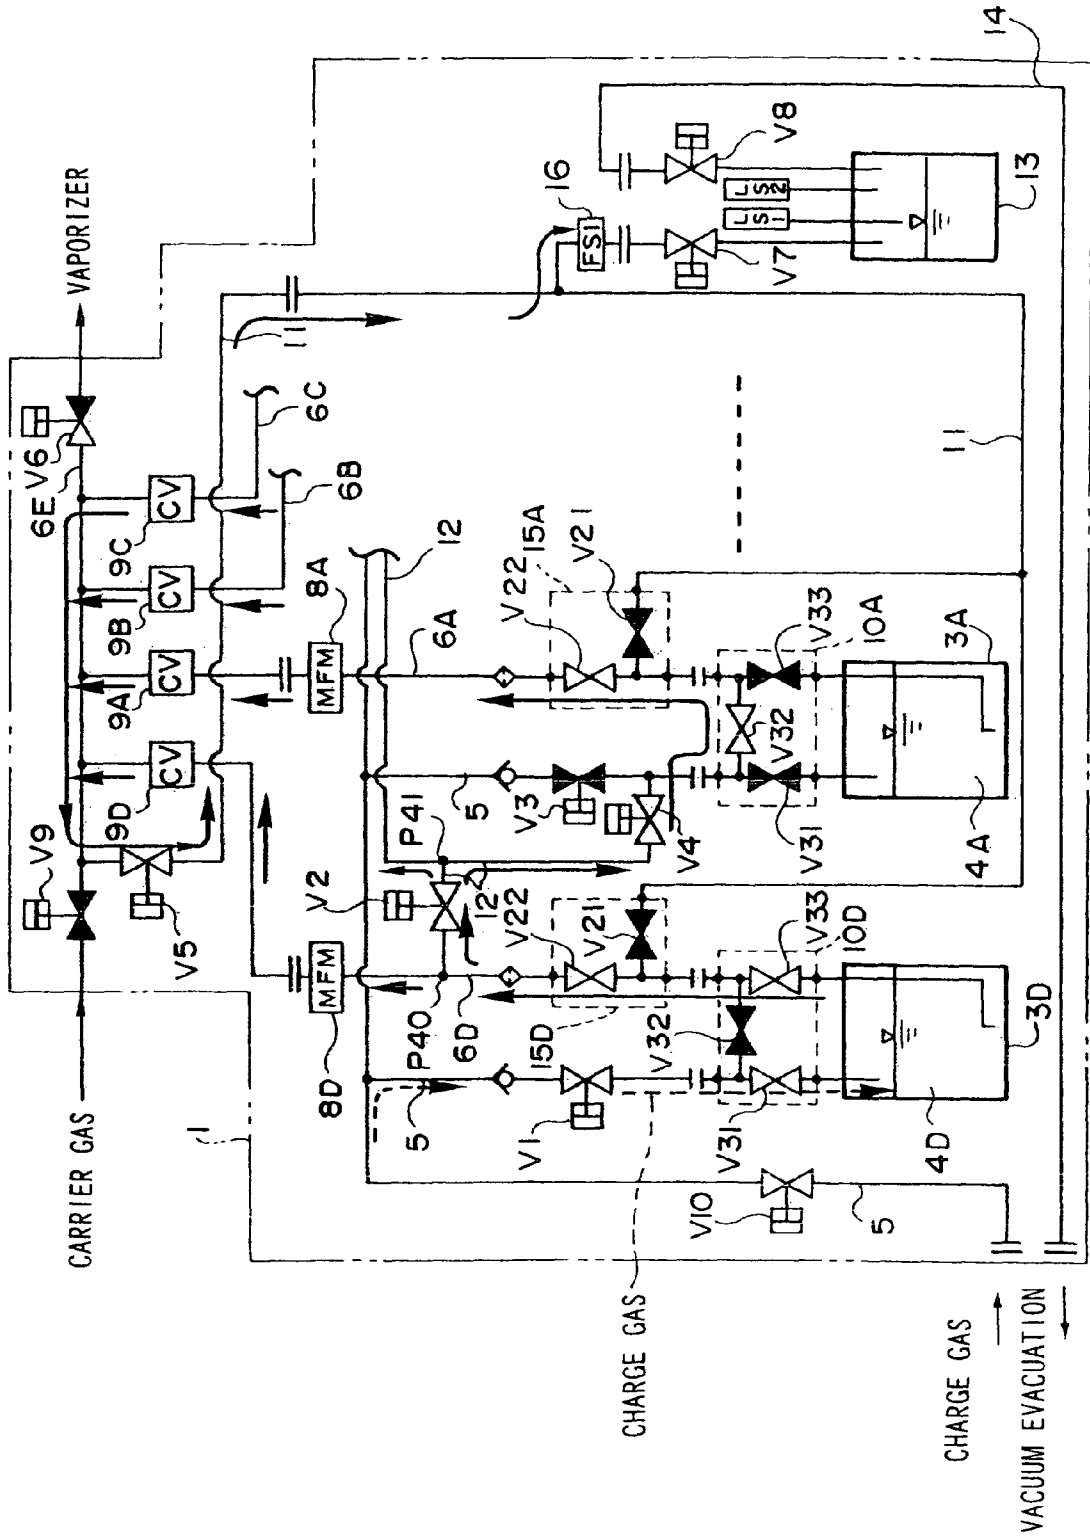 CARRIER GAS
1
V9
V6
VAPORIZER
6E
9D
9A
9B
9C
CV
CV
CV
CV
V5
6C
6B
11
14
8D
MFM
8A
MFM
V2
P41
P40
12
12
12
6D
6A
5
5
V1
V3
V4
V22
V21
15D
V22
15A
V21
16
FS1
LS1
LS2
V7
V8
13
V32
V33
10D
V31
V32
V33
10A
V31
4D
3D
4A
3A
11
V10
5
CHARGE GAS
CHARGE GAS
VACUUM EVACUATION